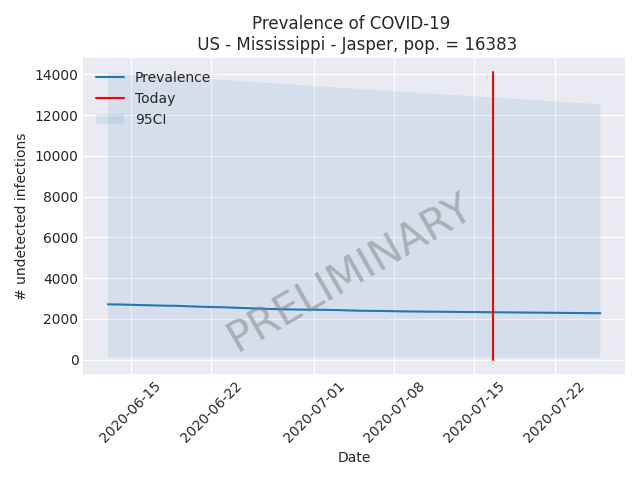 Prevalence of COVID-19
US - Mississippi - Jasper, pop. = 16383
14000
12000
10000
8000
6000
4000
2000
0
# undetected infections
Prevalence
Today
95CI
PRELIMINARY
2020-06-15
2020-06-22
2020-07-01
2020-07-08
2020-07-15
2020-07-22
Date